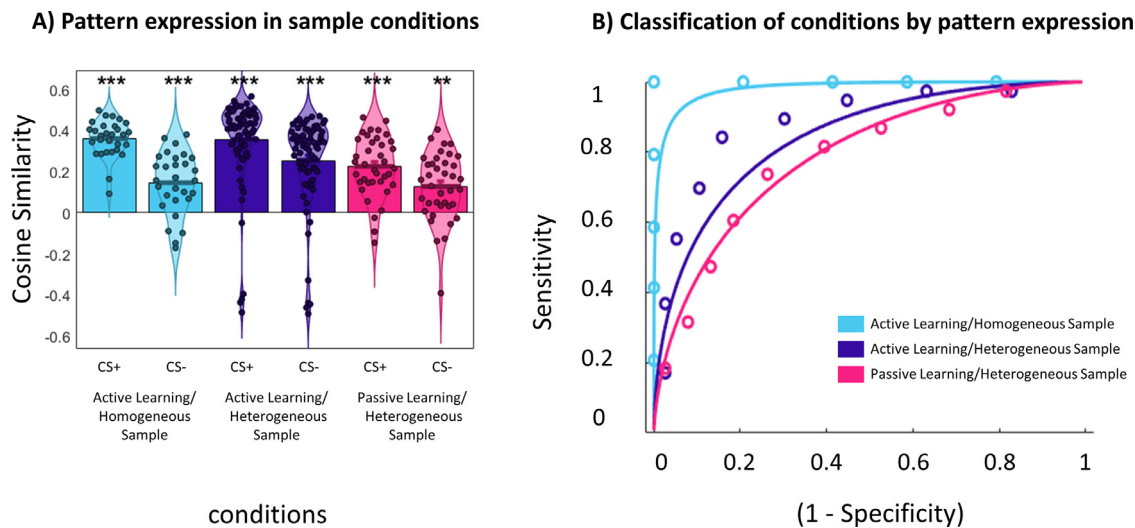 A) Pattern expression in sample conditions
*** *** *** *** *** **
0.6
0.4
0.2
0
-0.2
-0.4
-0.6
Cosine Similarity
CS+ CS- CS+ CS- CS+ CS-
Active Learning/ Active Learning/ Passive Learning/
Homogeneous Heterogeneous Heterogeneous
Sample Sample Sample
conditions
B) Classification of conditions by pattern expression
1
0.8
0.6
0.4
0.2
0
Sensitivity
Active Learning/Homogeneous Sample
Active Learning/Heterogeneous Sample
Passive Learning/Heterogeneous Sample
0 0.2 0.4 0.6 0.8 1
(1 - Specificity)